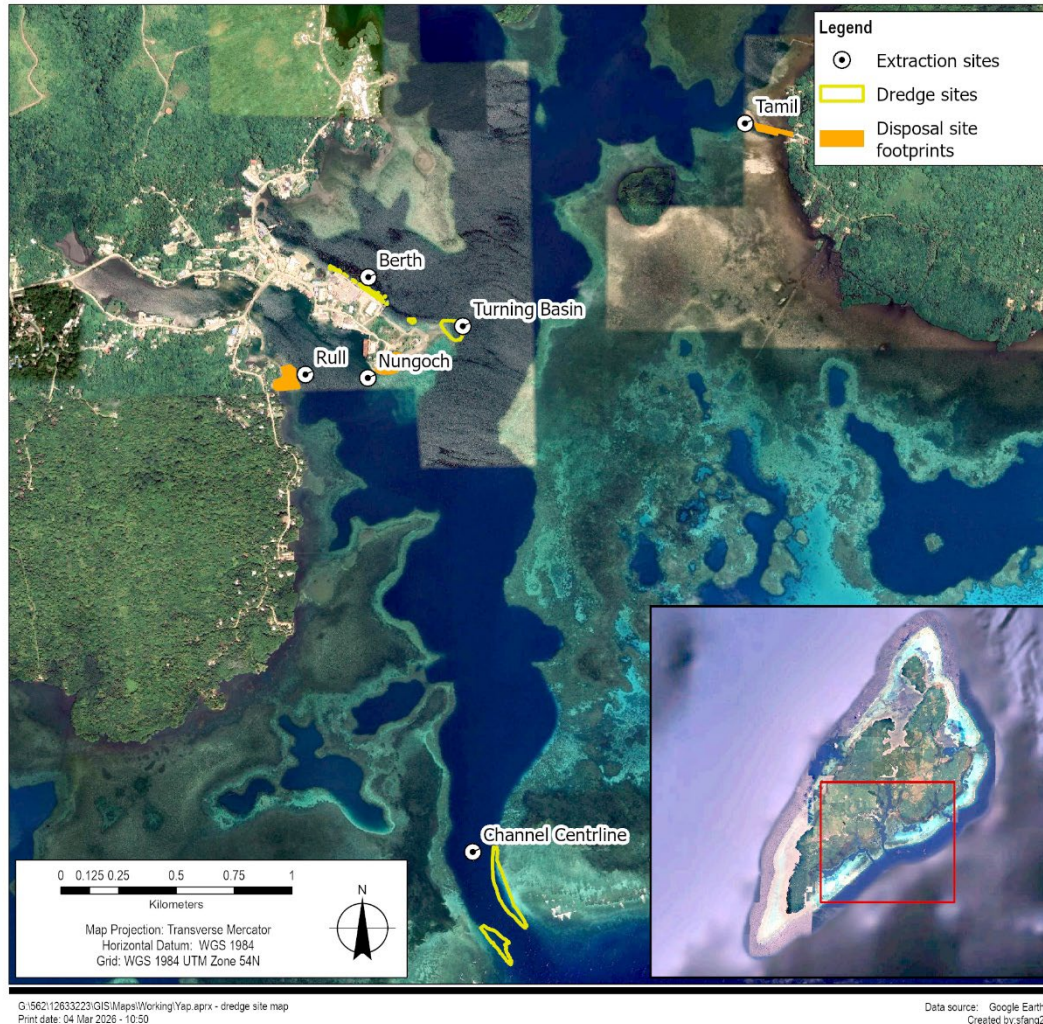 Legend
Extraction sites
Dredge sites
Disposal site
footprints
Tamil
Berth
Turning Basin
Rull
Nungoch
Channel Centrline
0 0.125 0.25 0.5 0.75 1
Kilometers
N
Map Projection: Transverse Mercator
Horizontal Datum: WGS 1984
Grid: WGS 1984 UTM Zone 54N
G:\562\12633223\GIS\Maps\Working\Yap.aprx - dredge site map
Print date: 04 Mar 2026 - 10:50
Data source: Google Earth
Created by:sfang2